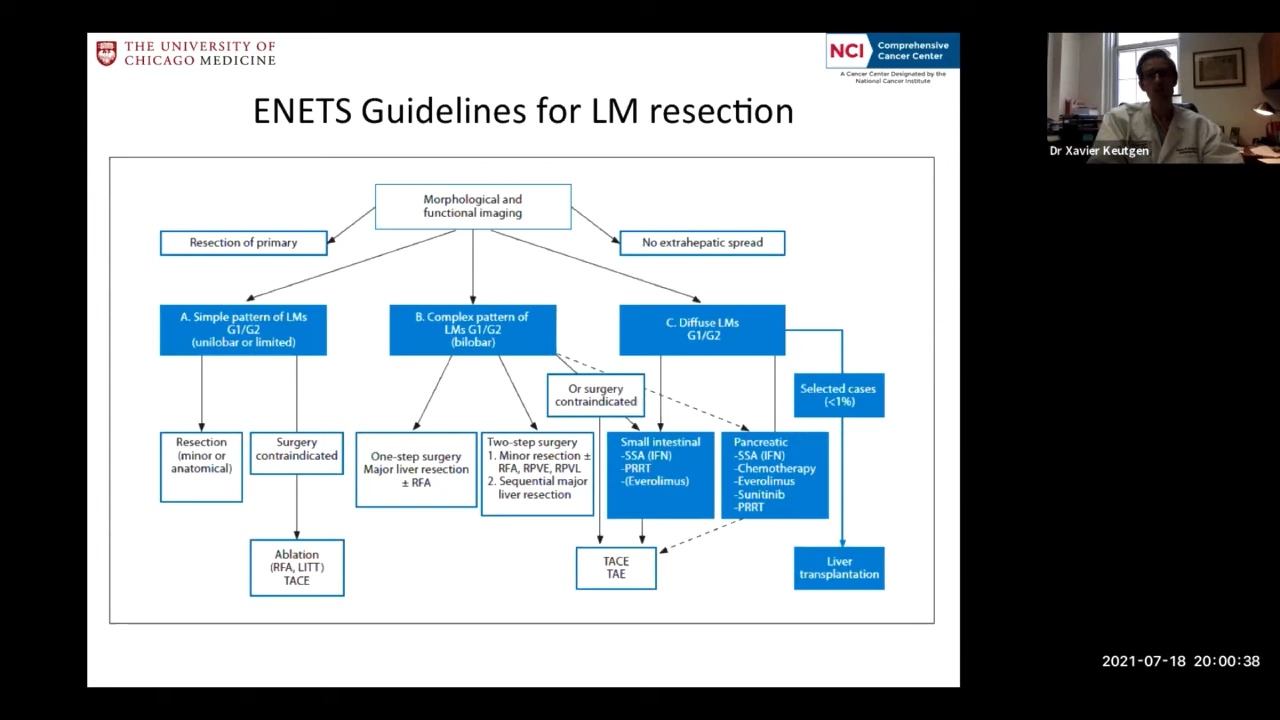 THE UNIVERSITY OF
CHICAGO MEDICINE
NCI
Comprehensive
Cancer Center
A Cancer Center Designated by the
National Cancer Institute
ENETS Guidelines for LM resection
Morphological and
functional imaging
Resection of primary
No extrahepatic spread
A. Simple pattern of LMs
G1/G2
(unilobar or limited)
B. Complex pattern of
LMs G1/G2
(bilobar)
C. Diffuse LMs
G1/G2
Or surgery
contraindicated
Selected cases
(<1%)
Resection
(minor or
anatomical)
Surgery
contraindicated
One-step surgery
Major liver resection
± RFA
Two-step surgery
1. Minor resection ±
RFA, RPVE, RPVL
2. Sequential major
liver resection
Small intestinal
-SSA (IFN)
-PRRT
-(Everolimus)
Pancreatic
-SSA (IFN)
-Chemotherapy
-Everolimus
-Sunitinib
-PRRT
Ablation
(RFA, LITT)
TACE
TACE
TAE
Liver
transplantation
Dr Xavier Keutgen
2021-07-18 20:00:38